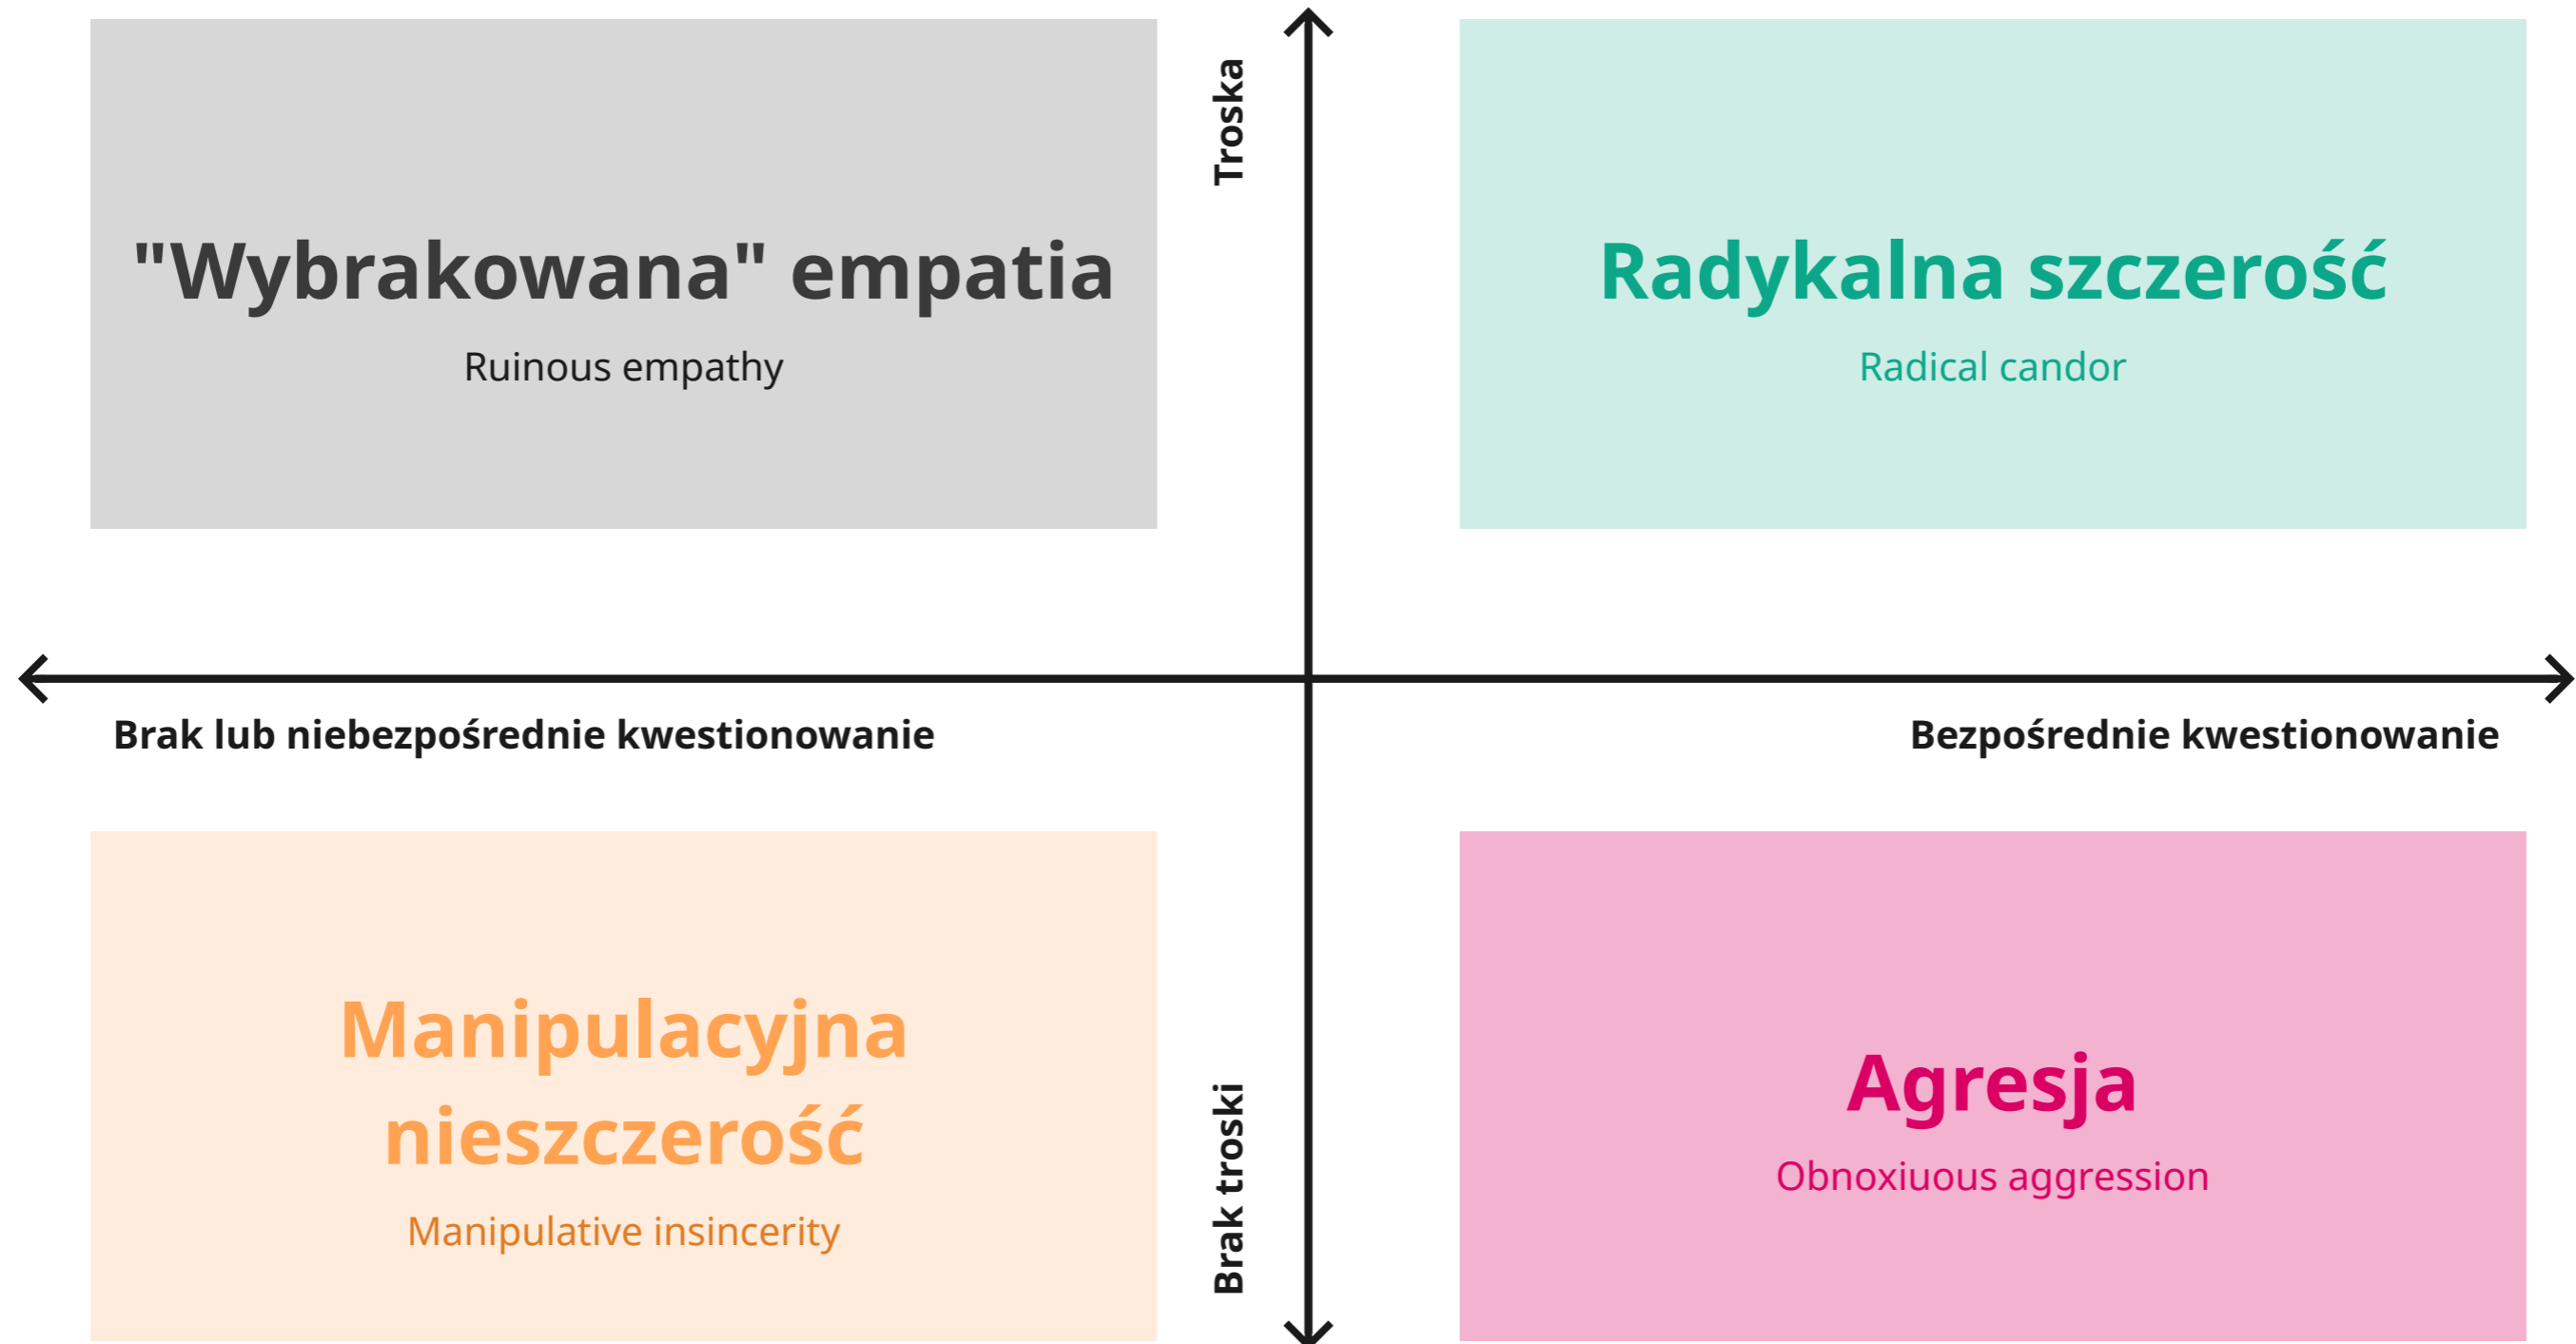 Troska
"Wybrakowana" empatia
Ruinous empathy
Radykalna szczerość
Radical candor
Brak lub niebezpośrednie kwestionowanie
Bezpośrednie kwestionowanie
Manipulacyjna
nieszczerość
Manipulative insincerity
Brak troski
Agresja
Obnoxiuous aggression